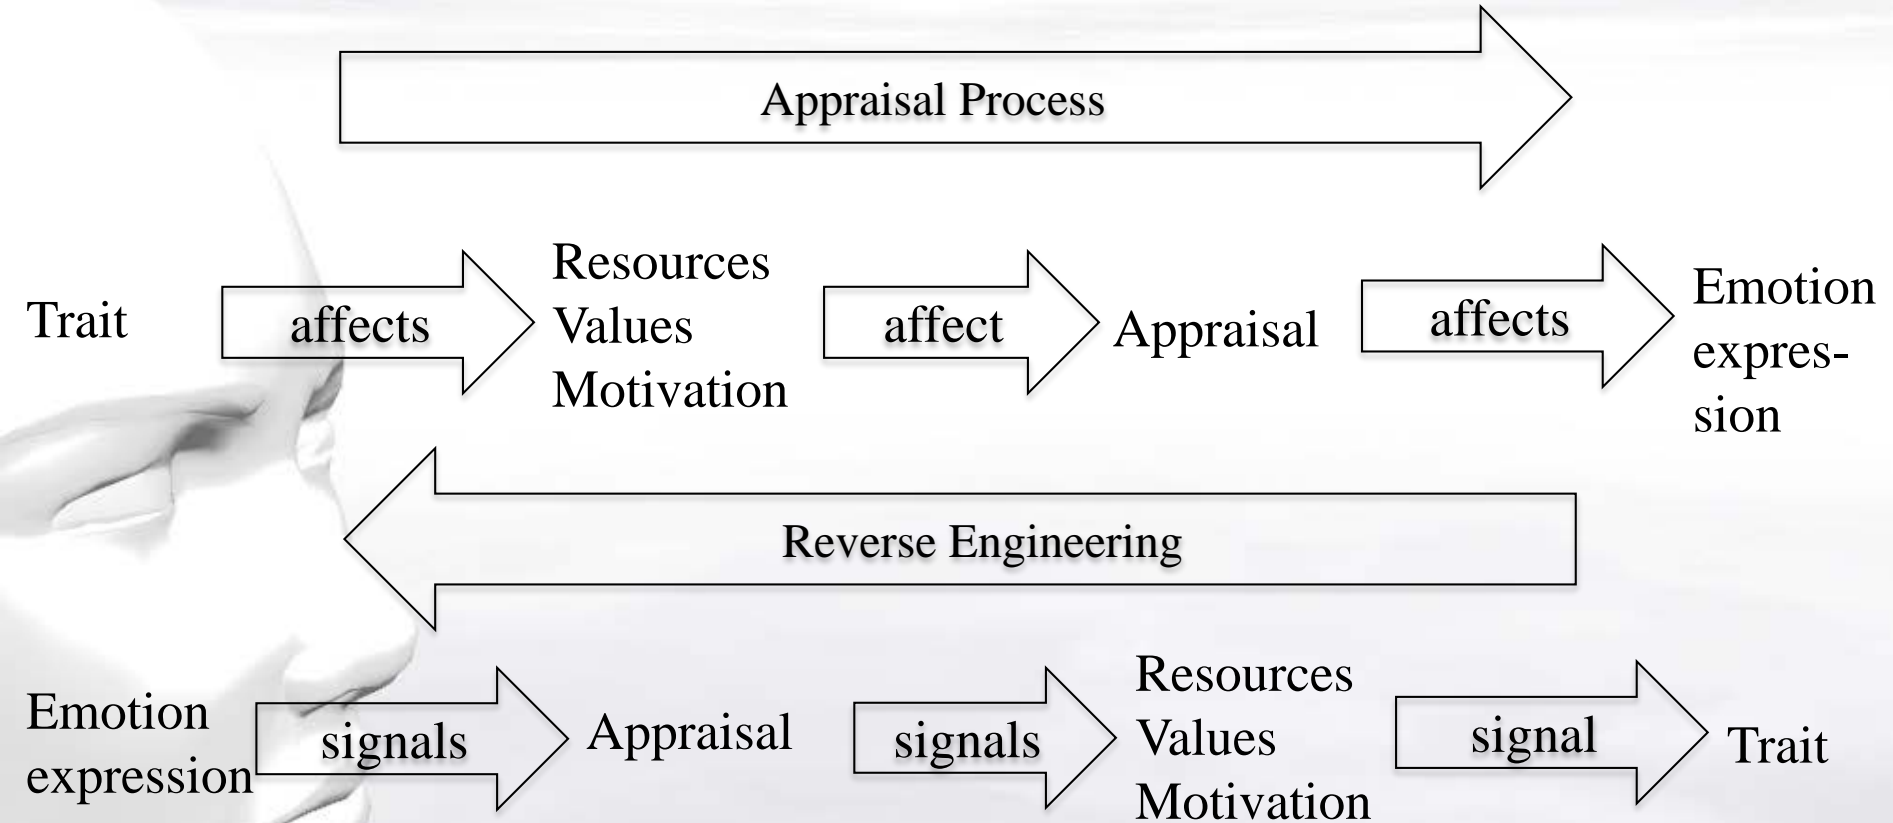 Appraisal Process
Trait
affects
Resources
Values
Motivation
affect
Appraisal
affects
Emotion
expres-
sion
Reverse Engineering
Emotion
expression
signals
Appraisal
signals
Resources
Values
Motivation
signal
Trait